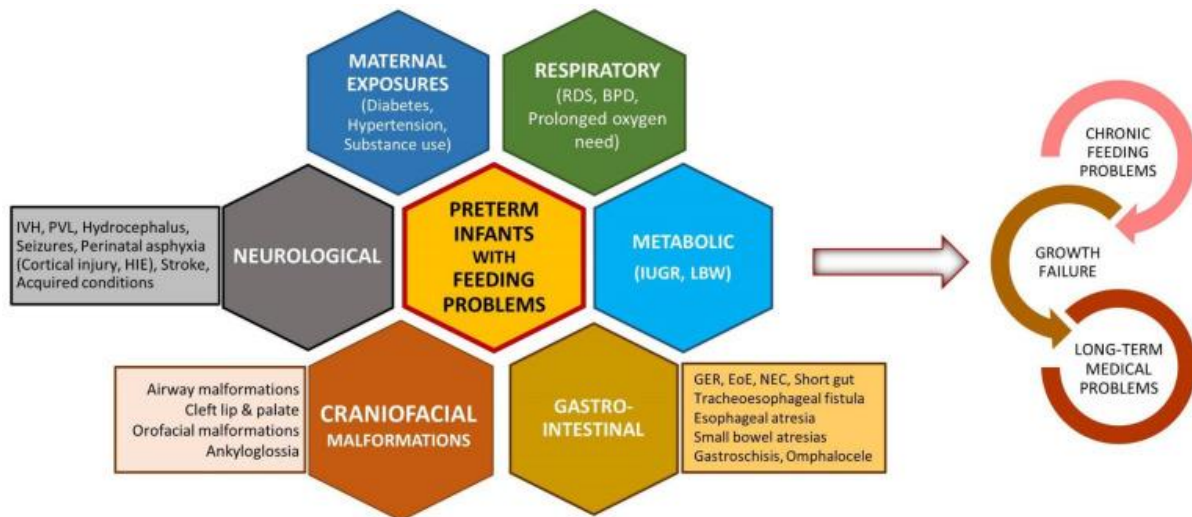 MATERNAL
EXPOSURES
(Diabetes,
Hypertension,
Substance use)
RESPIRATORY
(RDS, BPD,
Prolonged oxygen
need)
IVH, PVL, Hydrocephalus,
Seizures, Perinatal asphyxia
(Cortical injury, HIE), Stroke,
Acquired conditions
NEUROLOGICAL
PRETERM
INFANTS
WITH
FEEDING
PROBLEMS
METABOLIC
(IUGR, LBW)
Airway malformations
Cleft lip & palate
Orofacial malformations
Ankyloglossia
CRANIOFACIAL
MALFORMATIONS
GASTRO-
INTESTINAL
GER, EoE, NEC, Short gut
Tracheoesophageal fistula
Esophageal atresia
Small bowel atresias
Gastroschisis, Omphalocele
CHRONIC
FEEDING
PROBLEMS
GROWTH
FAILURE
LONG-TERM
MEDICAL
PROBLEMS